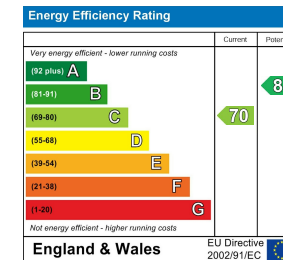 Energy Efficiency Rating
Current
Very energy efficient - lower running costs
(92 plus) A
(81-91) B
(69-80) C
70
(55-68) D
(39-54) E
(21-38) F
(1-20) G
Not energy efficient - higher running costs
England & Wales
EU Directive
2002/91/EC